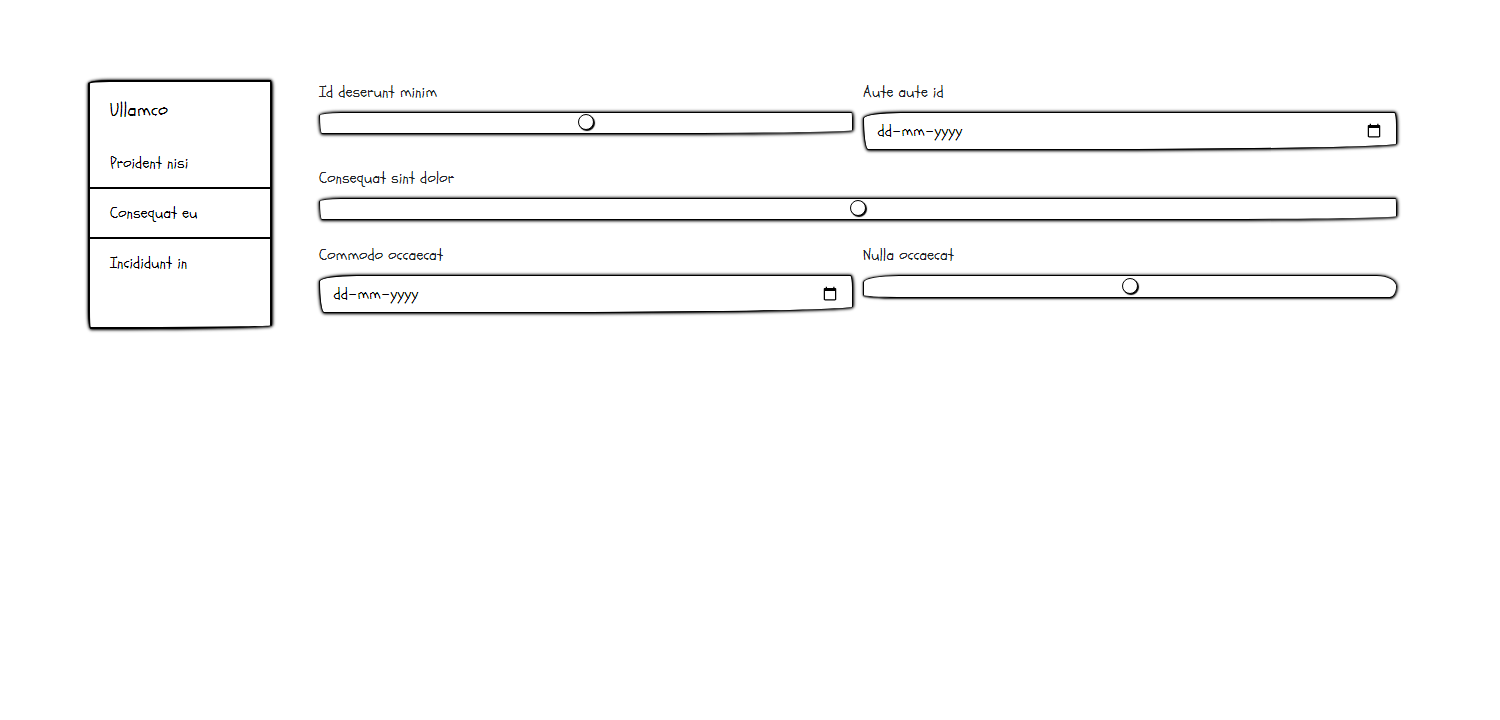 Ullamco
Proident nisi
Consequat eu
Incididunt in
Id deserunt minim
Aute aute id
dd-mm-yyyy
Consequat sint dolor
Commodo occaecat
dd-mm-yyyy
Nulla occaecat